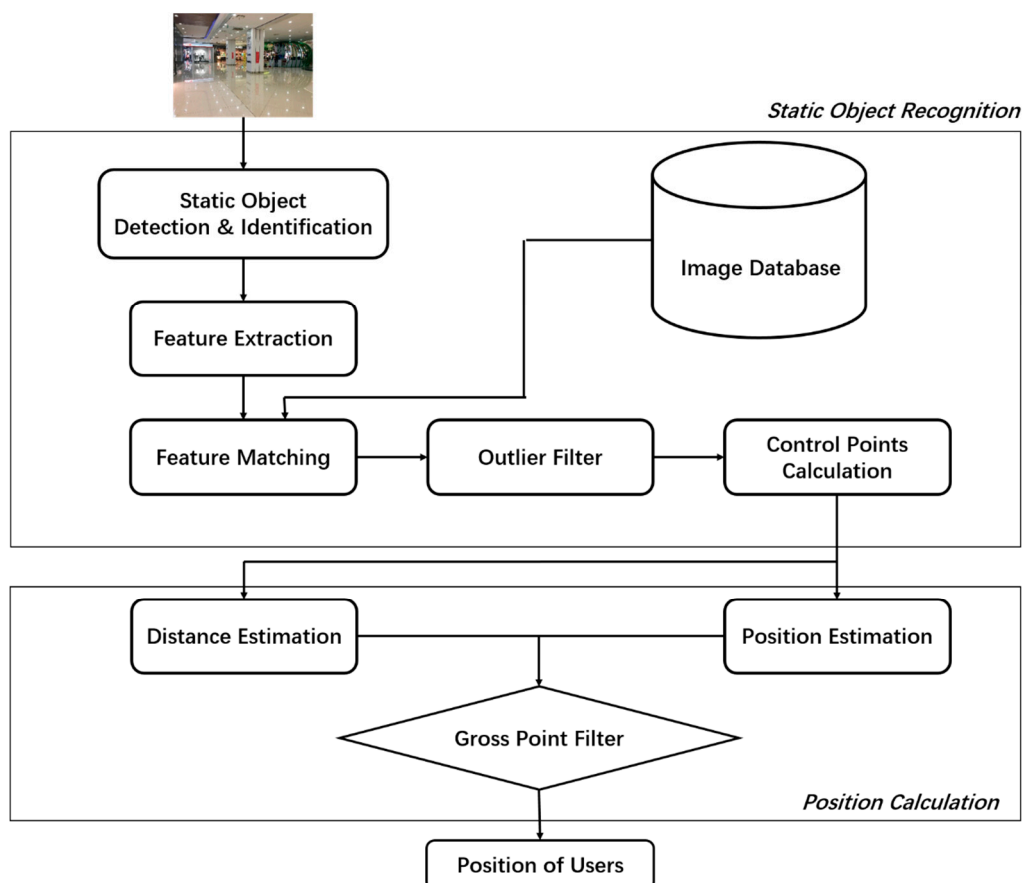 Static Object Recognition
Static Object
Detection & Identification
Image Database
Feature Extraction
Feature Matching
Outlier Filter
Control Points
Calculation
Distance Estimation
Position Estimation
Gross Point Filter
Position Calculation
Position of Users